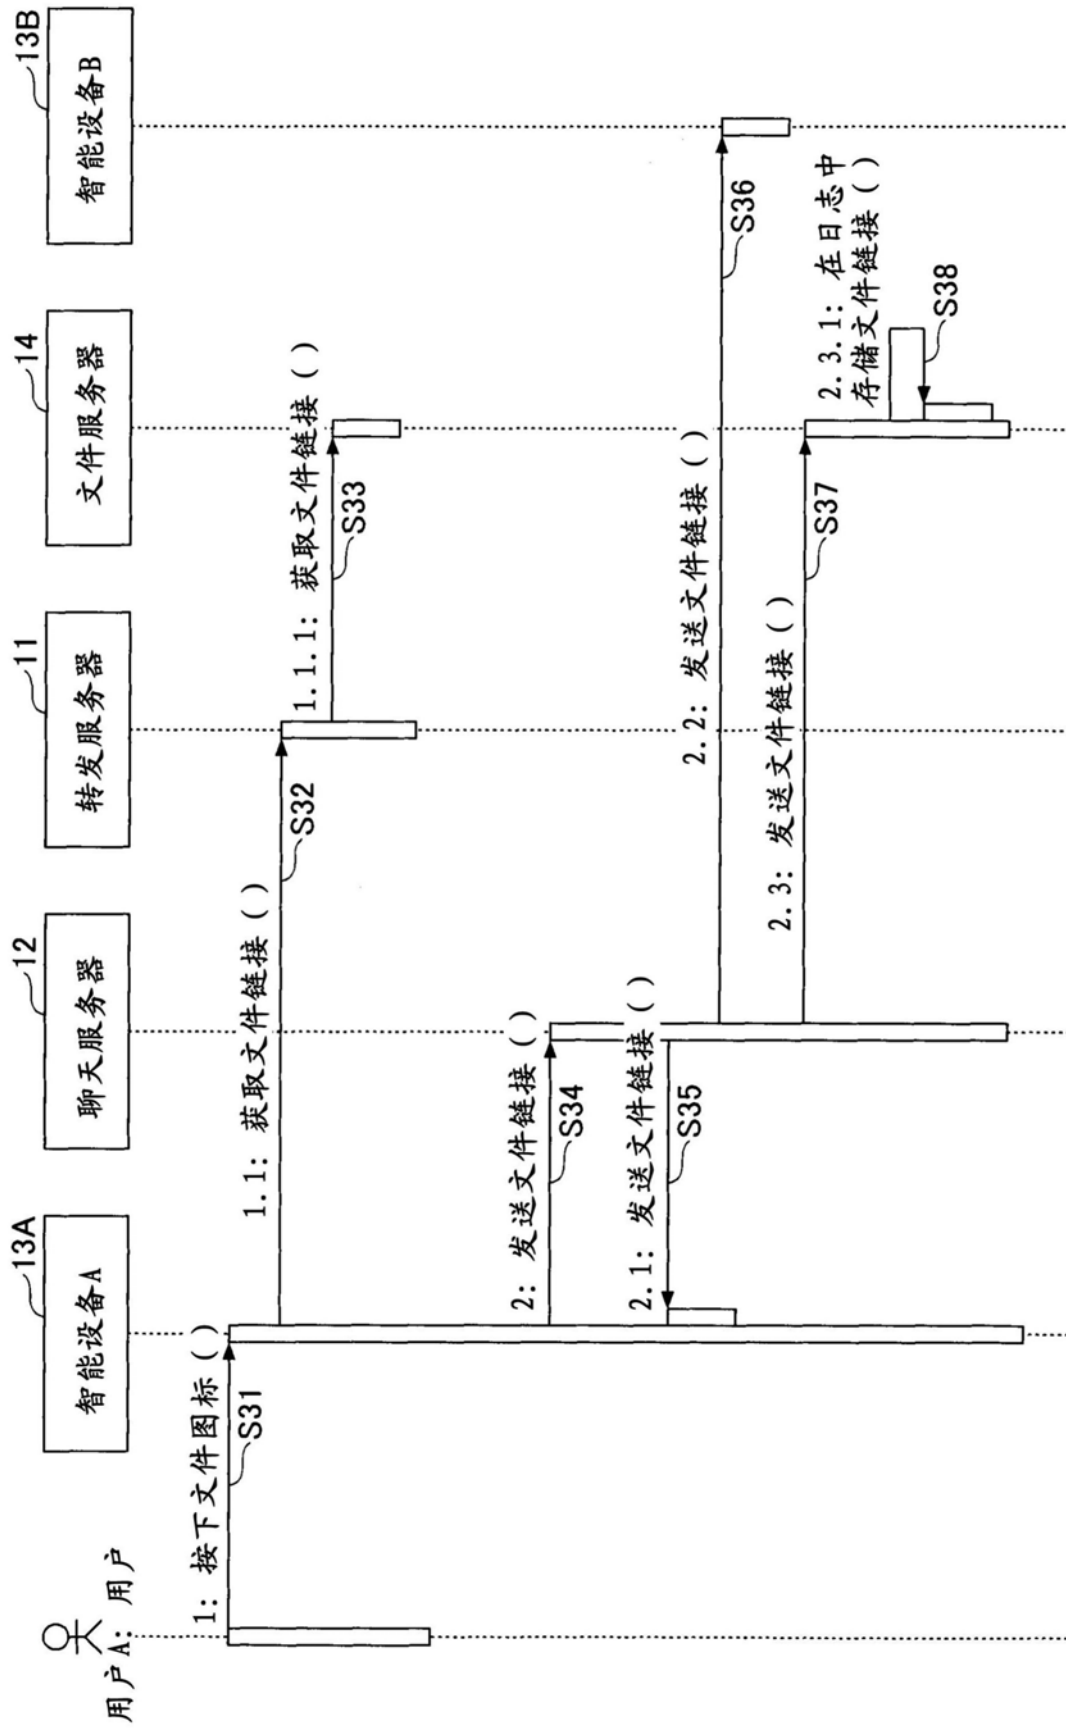 用户A: 用户
13A
智能设备A
12
聊天服务器
11
转发服务器
14
文件服务器
13B
智能设备B
1: 按下文件图标 ( )
S31
1.1: 获取文件链接 ( )
S32
1.1.1: 获取文件链接 ( )
S33
2: 发送文件链接 ( )
S34
2.1: 发送文件链接 ( )
S35
2.2: 发送文件链接 ( )
S36
2.3: 发送文件链接 ( )
S37
2.3.1: 在日志中
存储文件链接 ( )
S38